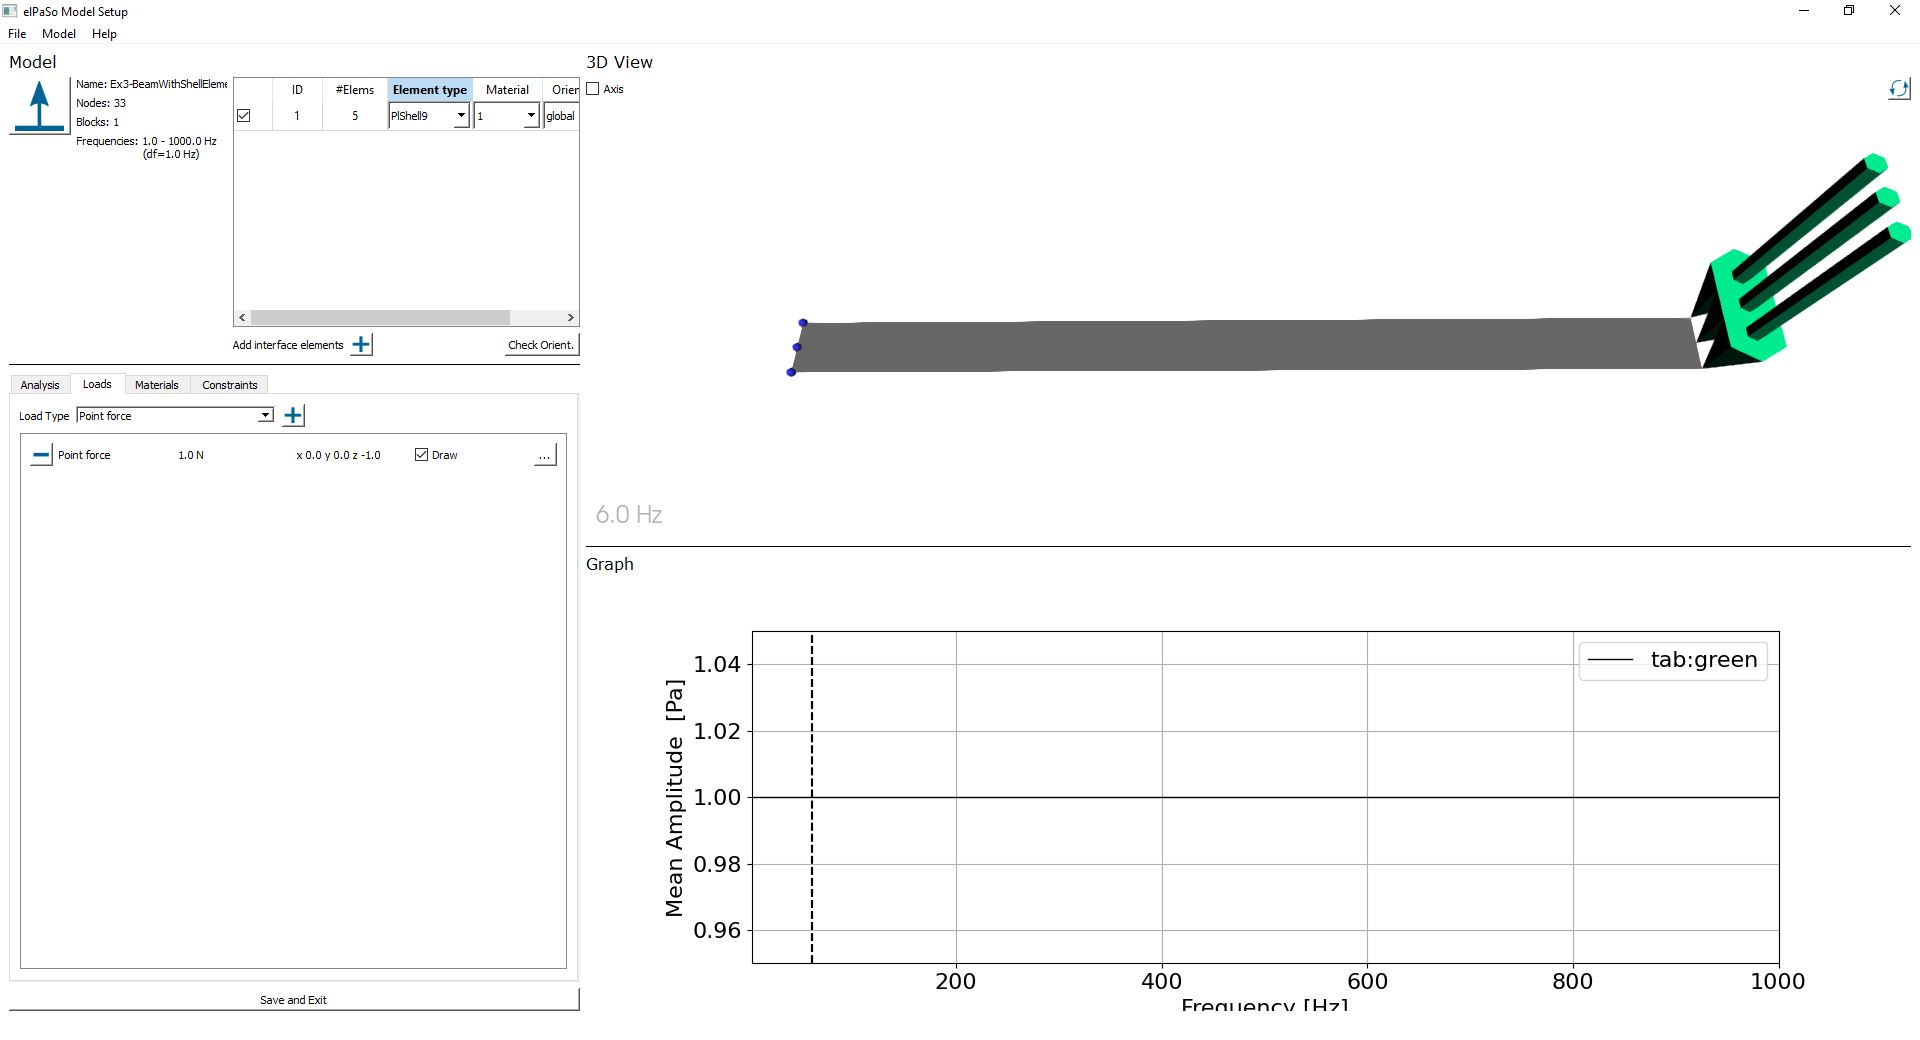 elPaSo Model Setup
File Model Help
Model
Name: Ex3-BeamWithShellEleme
Nodes: 33
Blocks: 1
Frequencies: 1.0 - 1000.0 Hz
(df=1.0 Hz)
ID #Elems Element type Material Orien
1 5 PlShell9 1 global
Add interface elements
Check Orient.
Analysis Loads Materials Constraints
Load Type Point force
Point force 1.0 N x 0.0 y 0.0 z -1.0 Draw ...
Save and Exit
3D View
Axis
6.0 Hz
Graph
tab:green
Mean Amplitude [Pa]
1.04
1.02
1.00
0.98
0.96
200 400 600 800 1000
Frequency [Hz]